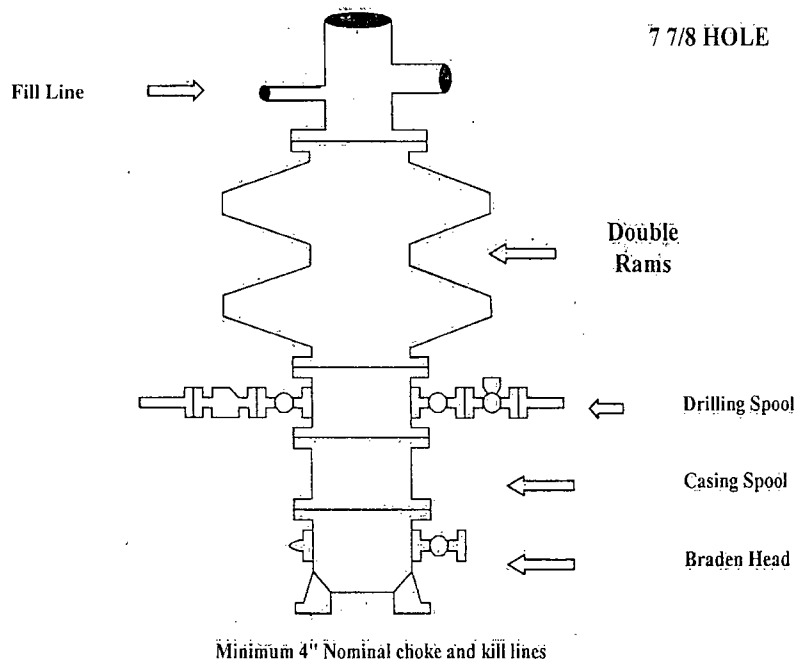 7 7/8 HOLE
Fill Line
Double
Rams
Drilling Spool
Casing Spool
Braden Head
Minimum 4" Nominal choke and kill lines